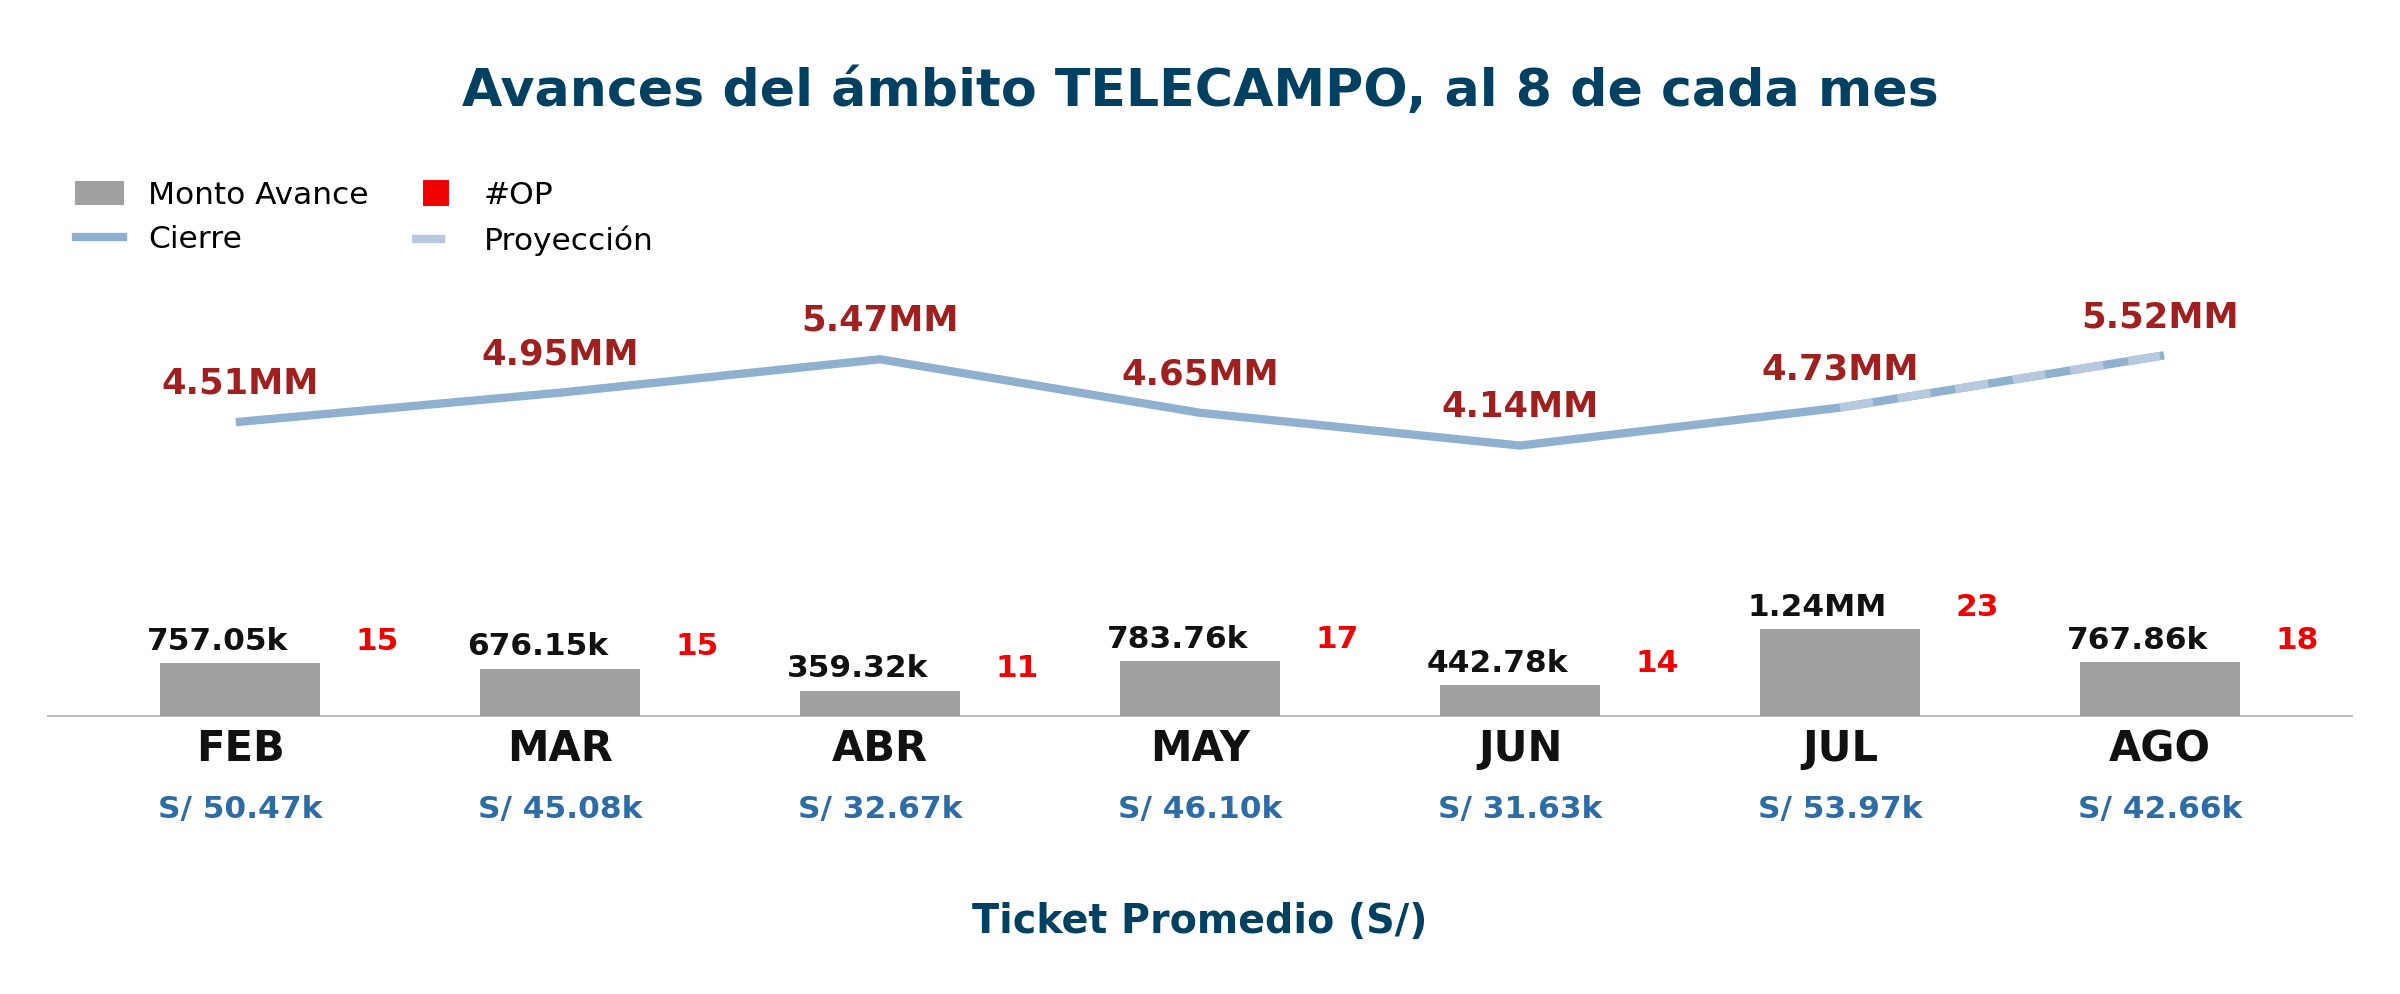 Avances del ámbito TELECAMPO, al 8 de cada mes
Monto Avance #OP
Cierre Proyección
4.51MM 4.95MM 5.47MM 4.65MM 4.14MM 4.73MM 5.52MM
757.05k 15 676.15k 15 359.32k 11 783.76k 17 442.78k 14 1.24MM 23 767.86k 18
FEB MAR ABR MAY JUN JUL AGO
S/ 50.47k S/ 45.08k S/ 32.67k S/ 46.10k S/ 31.63k S/ 53.97k S/ 42.66k
Ticket Promedio (S/)